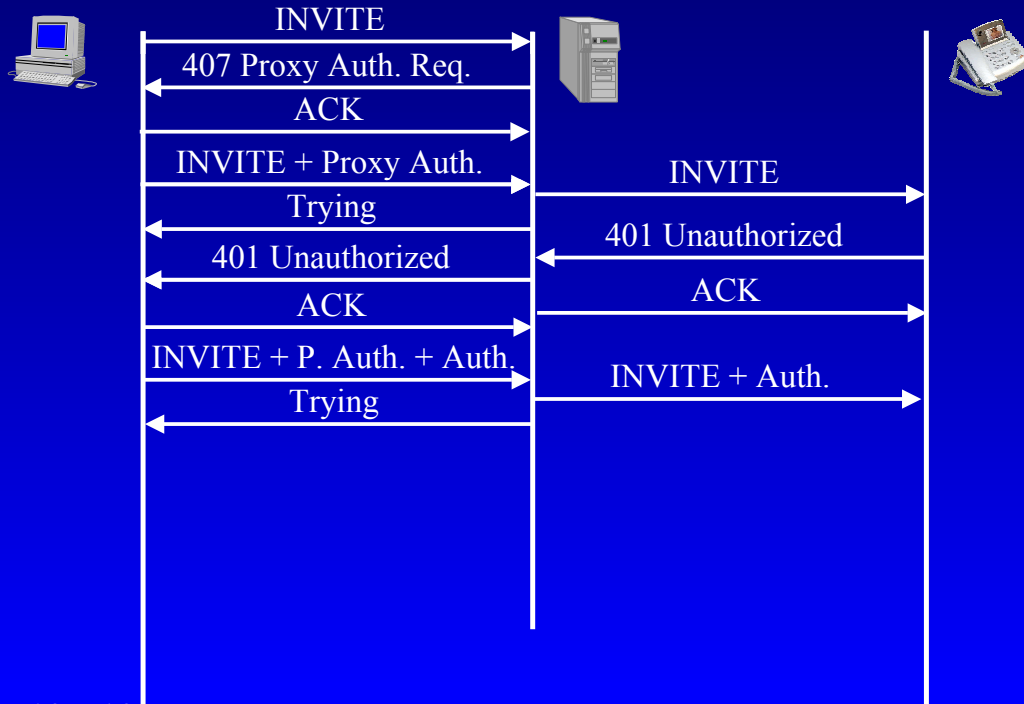 INVITE
407 Proxy Auth. Req.
ACK
INVITE + Proxy Auth.
INVITE
Trying
401 Unauthorized
401 Unauthorized
ACK
ACK
INVITE + P. Auth. + Auth.
INVITE + Auth.
Trying